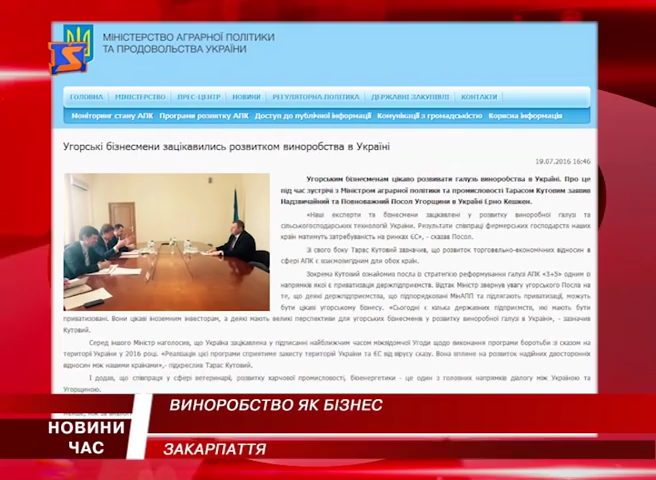 МІНІСТЕРСТВО АГРАРНОЇ ПОЛІТИКИ
ТА ПРОДОВОЛЬСТВА УКРАЇНИ
ГОЛОВНА МІНІСТЕРСТВО ПРЕС-ЦЕНТР НОВИНИ РЕГУЛЯТОРНА ПОЛІТИКА ДЕРЖАВНІ ЗАКУПІВЛІ КОНТАКТИ
Моніторинг стану АПК Програми розвитку АПК Доступ до публічної інформації Комунікації з громадськістю Корисна інформація
Угорські бізнесмени зацікавились розвитком виноробства в Україні
19.07.2016 16:46
Угорським бізнесменам цікаво розвивати галузь виноробства в Україні. Про це
під час зустрічі з Міністром аграрної політики та промисловості Тарасом Кутовим заявив
Надзвичайний та Повноважний Посол Угорщини в Україні Ерно Кешкен.
«Наші експерти та бізнесмени зацікавлені у розвитку виноробної галузі та
сільськогосподарських технологій України. Результати співпраці фермерських господарств наших
країн матимуть затребуваність на ринках ЄС», - сказав Посол.
З свого боку Тарас Кутовий зазначив, що розвиток торговельно-економічних відносин в
сфері АПК є взаємовигідним для обох країн.
Зокрема Кутовий ознайомив посла із стратегією реформування галузі АПК «3+5» одним із
напрямків якої є приватизація держпідприємств. Відтак Міністр звернув увагу угорського Посла на
те, що деякі держпідприємства, що підпорядковані МінАПП та підлягають приватизації, можуть
бути цікаві угорському бізнесу. «Сьогодні є кілька державних підприємств, які мають бути
приватизовані. Вони цікаві іноземним інвесторам, а деякі мають великі перспективи для угорських бізнесменів у розвитку виноробної галузі в Україні», - зазначив
Кутовий.
Серед іншого Міністр наголосив, що Україна зацікавлена у підписанні найближчим часом міжвідомчої Угоди щодо виконання програми боротьби зі сказом на
території України у 2016 році. «Реалізація цієї програми сприятиме захисту територій України та ЄС від вірусу сказу. Вона вплине на розвиток надійних двосторонніх
відносин між нашими країнами»,- підкреслив Тарас Кутовий.
І додав, що співпраця у сфері ветеринарії, розвитку харчової промисловості, біоенергетики - це один з головних напрямків діалогу між Україною та
Угорщиною.
ВИНОРОБСТВО ЯК БІЗНЕС
НОВИНИ
ЧАС
ЗАКАРПАТТЯ